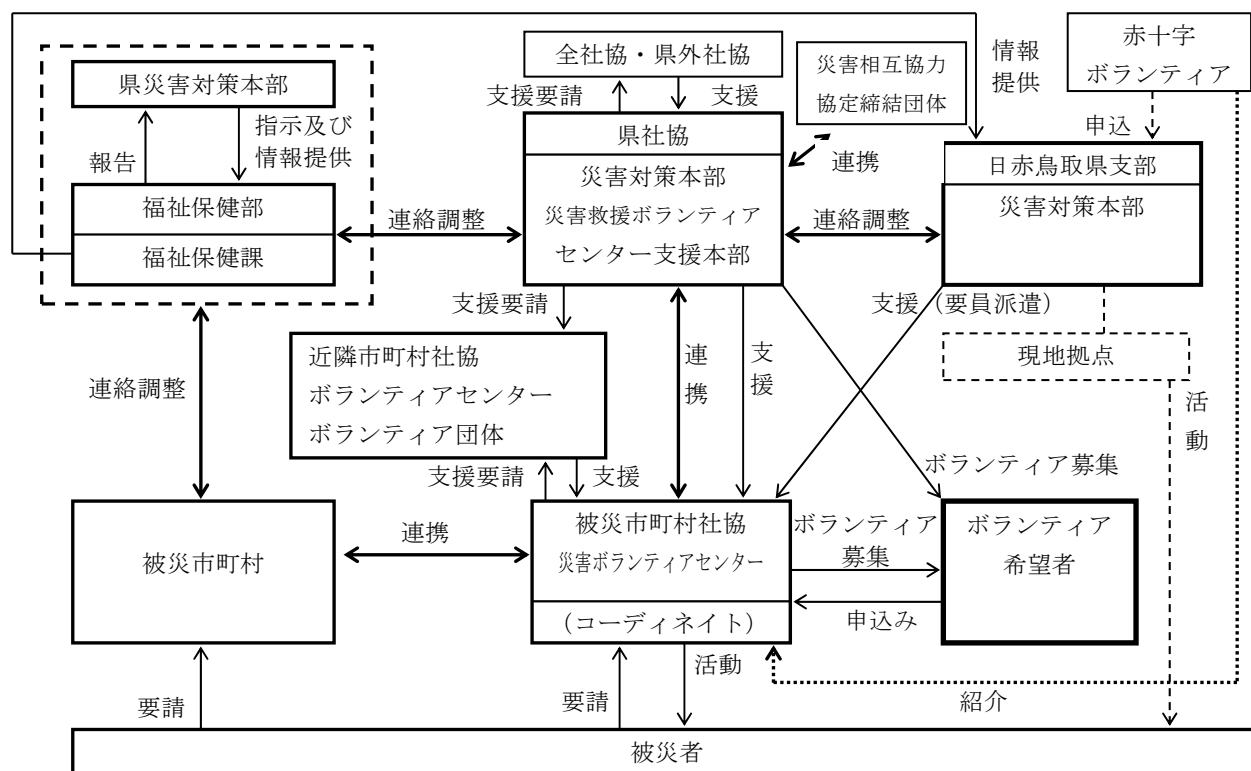 全社協・県外社協
災害相互協力
協定締結団体
情報
提供
赤十字
ボランティア
県災害対策本部
支援要請
支援
申込
指示及び
情報提供
報告
県社協
連携
日赤鳥取県支部
福祉保健部
福祉保健課
連絡調整
災害対策本部
災害救援ボランティア
センター支援本部
連絡調整
災害対策本部
支援要請
支援（要員派遣）
近隣市町村社協
ボランティアセンター
ボランティア団体
連
携
支
援
現地拠点
連絡調整
活
動
支援要請
支援
ボランティア募集
被災市町村
連携
被災市町村社協
災害ボランティアセンター
（コーディネイト）
ボランティア
募集
申込み
ボランティア
希望者
要請
要請
活動
紹介
被災者